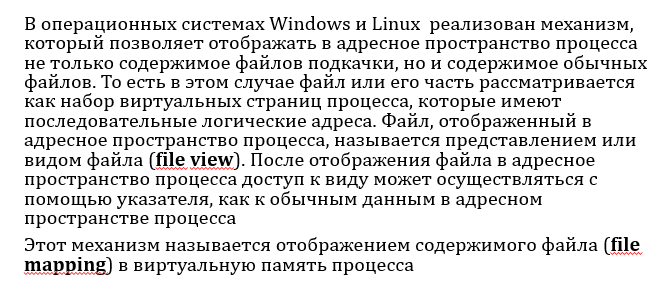 В операционных системах Windows и Linux  реализован механизм,
который позволяет отображать в адресное пространство процесса
не только содержимое файлов подкачки, но и содержимое обычных
файлов. То есть в этом случае файл или его часть рассматривается
как набор виртуальных страниц процесса, которые имеют
последовательные логические адреса. Файл, отображенный в
адресное пространство процесса, называется представлением или
видом файла (file view). После отображения файла в адресное
пространство процесса доступ к виду может осуществляться с
помощью указателя, как к обычным данным в адресном
пространстве процесса
Этот механизм называется отображением содержимого файла (file
mapping) в виртуальную память процесса